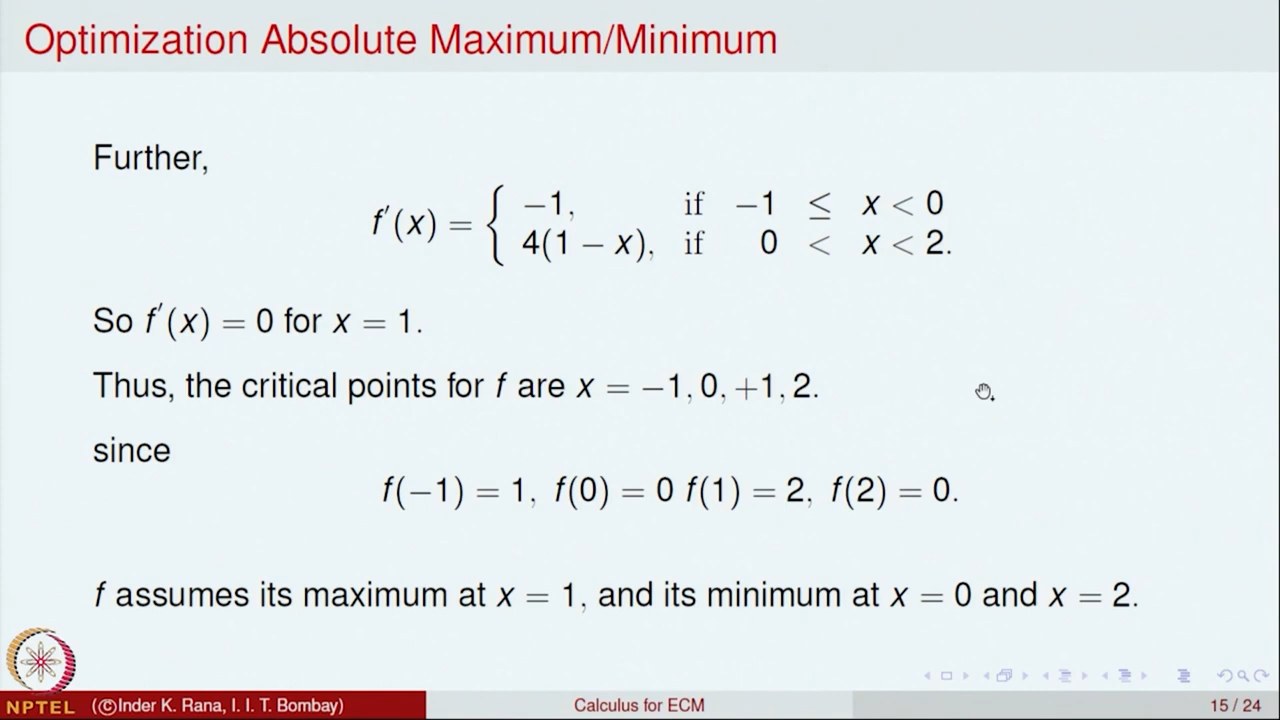 Optimization Absolute Maximum/Minimum
Further,
f′(x) = { −1, if −1 ≤ x < 0
4(1 − x), if 0 < x < 2.
So f′(x) = 0 for x = 1.
Thus, the critical points for f are x = −1, 0, +1, 2.
since
f(−1) = 1, f(0) = 0 f(1) = 2, f(2) = 0.
f assumes its maximum at x = 1, and its minimum at x = 0 and x = 2.
NPTEL (©Inder K. Rana, I. I. T. Bombay) Calculus for ECM 15 / 24